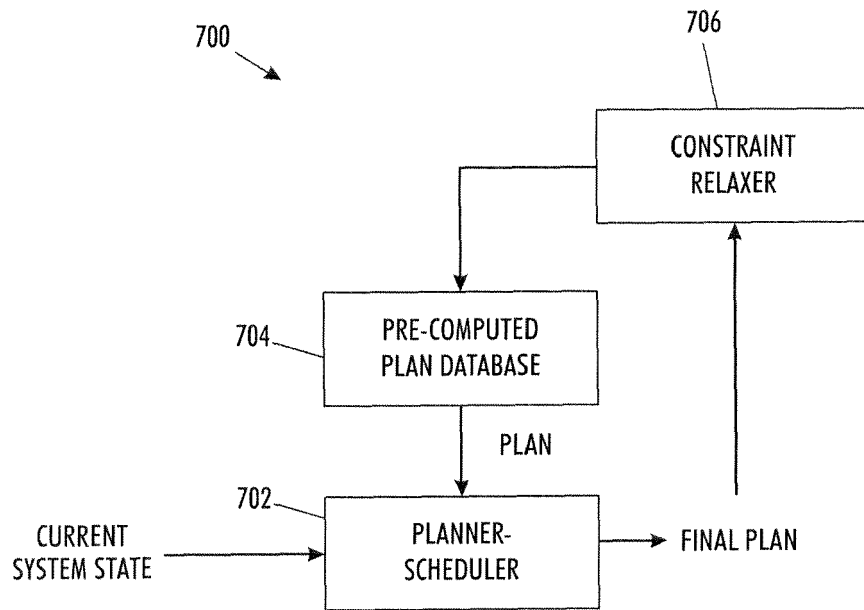 700
706
CONSTRAINT
RELAXER
704
PRE-COMPUTED
PLAN DATABASE
PLAN
702
CURRENT
SYSTEM STATE
PLANNER-
SCHEDULER
FINAL PLAN